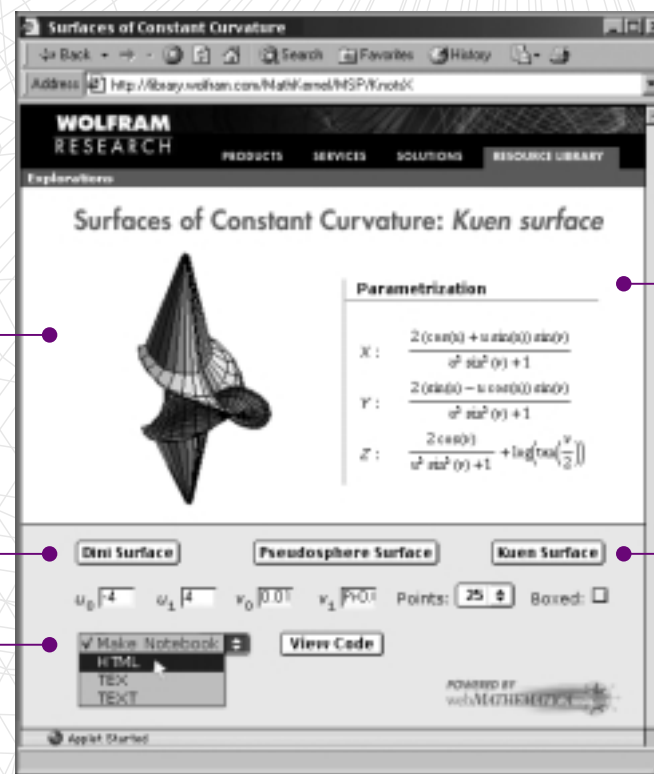 Surfaces of Constant Curvature
Back Search Favorites History
Address http://library.wolfram.com/MathKernel/MSP/KnotsX
WOLFRAM
RESEARCH
PRODUCTS SERVICES SOLUTIONS RESOURCE LIBRARY
Explorations
Surfaces of Constant Curvature: Kuen surface
Parametrization
X : 2 (cos(u) + u sin(u)) sin(v) / u² sin² (v) + 1
Y : 2 (sin(u) − u cos(u)) sin(v) / u² sin² (v) + 1
Z : 2 cos(v) / u² sin² (v) + 1 + log(tan(v/2))
Dini Surface Pseudosphere Surface Kuen Surface
u₀ -4 u₁ 4 v₀ 0.01 v₁ Points: 25 Boxed:
Make Notebook View Code
HTML
TEX
TEXT
POWERED BY
webMATHEMATICA
Applet Started